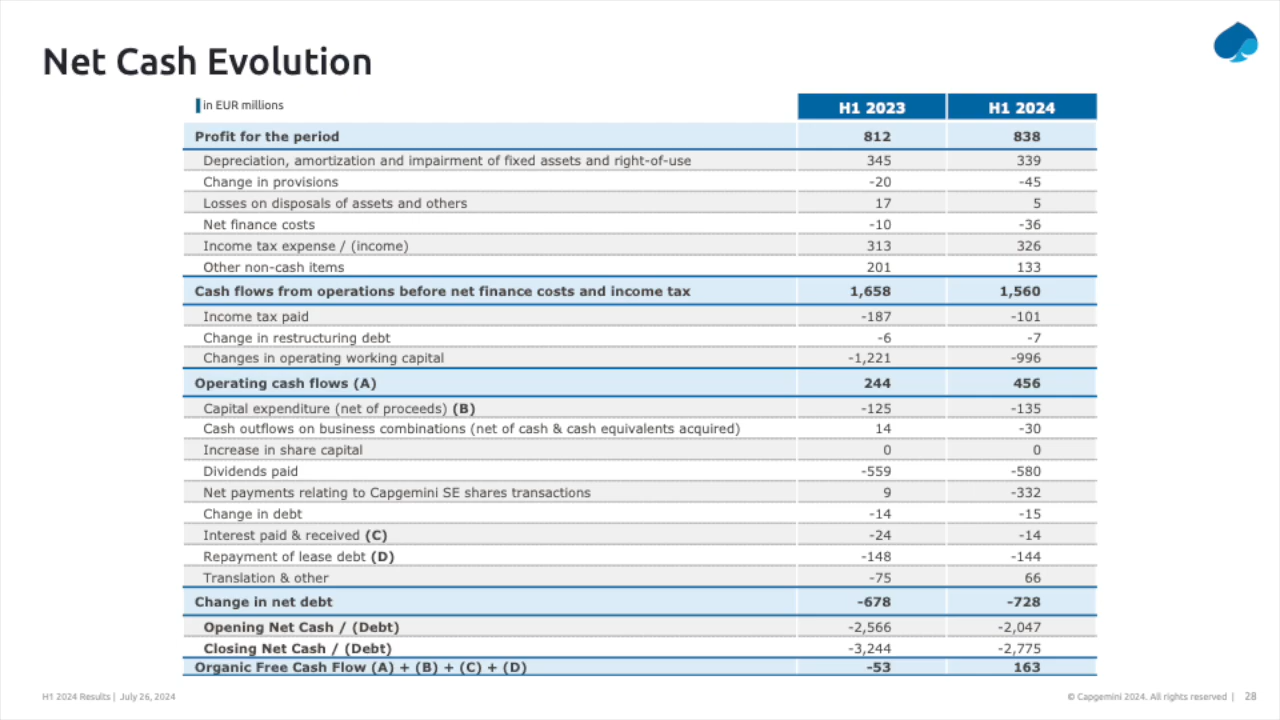 Net Cash Evolution
in EUR millions H1 2023 H1 2024
Profit for the period 812 838
Depreciation, amortization and impairment of fixed assets and right-of-use 345 339
Change in provisions -20 -45
Losses on disposals of assets and others 17 5
Net finance costs -10 -36
Income tax expense / (income) 313 326
Other non-cash items 201 133
Cash flows from operations before net finance costs and income tax 1,658 1,560
Income tax paid -187 -101
Change in restructuring debt -6 -7
Changes in operating working capital -1,221 -996
Operating cash flows (A) 244 456
Capital expenditure (net of proceeds) (B) -125 -135
Cash outflows on business combinations (net of cash & cash equivalents acquired) 14 -30
Increase in share capital 0 0
Dividends paid -559 -580
Net payments relating to Capgemini SE shares transactions 9 -332
Change in debt -14 -15
Interest paid & received (C) -24 -14
Repayment of lease debt (D) -148 -144
Translation & other -75 66
Change in net debt -678 -728
Opening Net Cash / (Debt) -2,566 -2,047
Closing Net Cash / (Debt) -3,244 -2,775
Organic Free Cash Flow (A) + (B) + (C) + (D) -53 163
H1 2024 Results | July 26, 2024 © Capgemini 2024. All rights reserved | 28